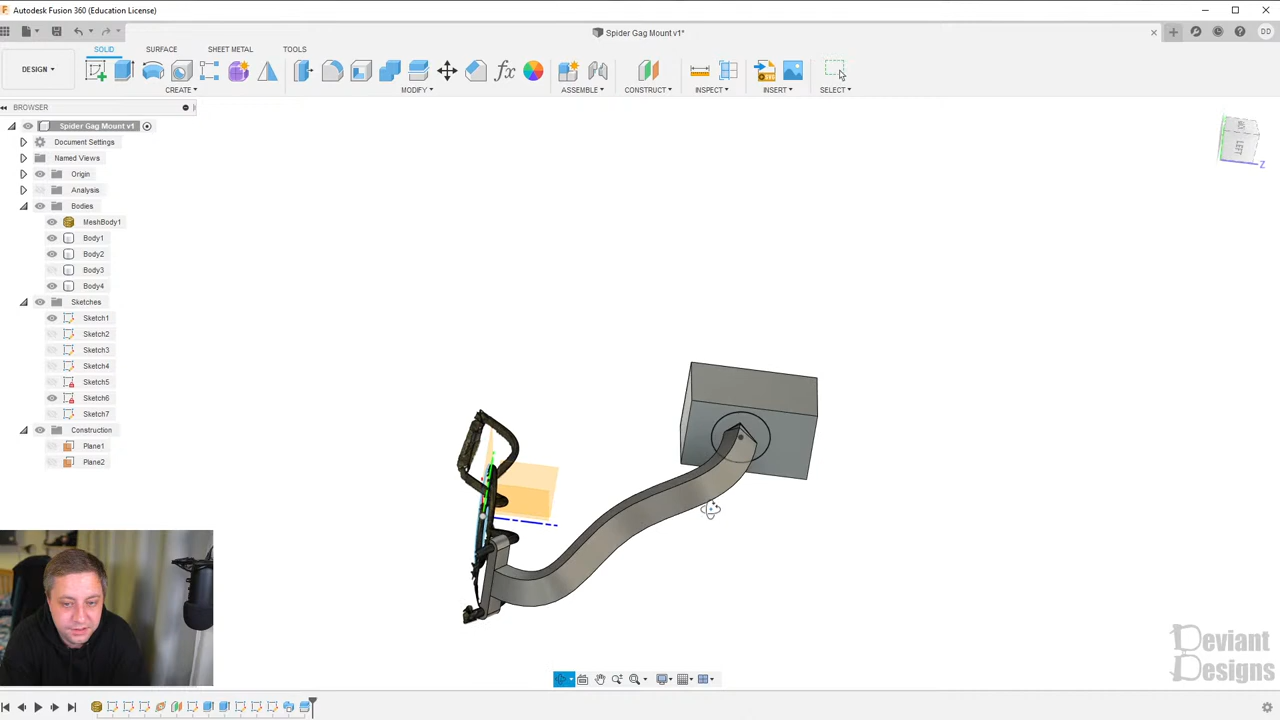 Autodesk Fusion 360 (Education License)
Spider Gag Mount v1*
DD
SOLID SURFACE SHEET METAL TOOLS
DESIGN
CREATE MODIFY ASSEMBLE CONSTRUCT INSPECT INSERT SELECT
BROWSER
Spider Gag Mount v1
Document Settings
Named Views
Origin
Analysis
Bodies
MeshBody1
Body1
Body2
Body3
Body4
Sketches
Sketch1
Sketch2
Sketch3
Sketch4
Sketch5
Sketch6
Sketch7
Construction
Plane1
Plane2
LEFT
Z
Deviant
Designs